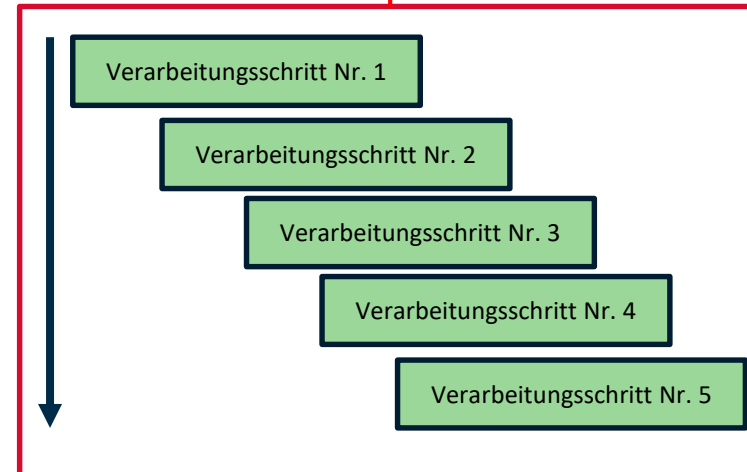 Verarbeitungsschritt Nr. 1
Verarbeitungsschritt Nr. 2
Verarbeitungsschritt Nr. 3
Verarbeitungsschritt Nr. 4
Verarbeitungsschritt Nr. 5